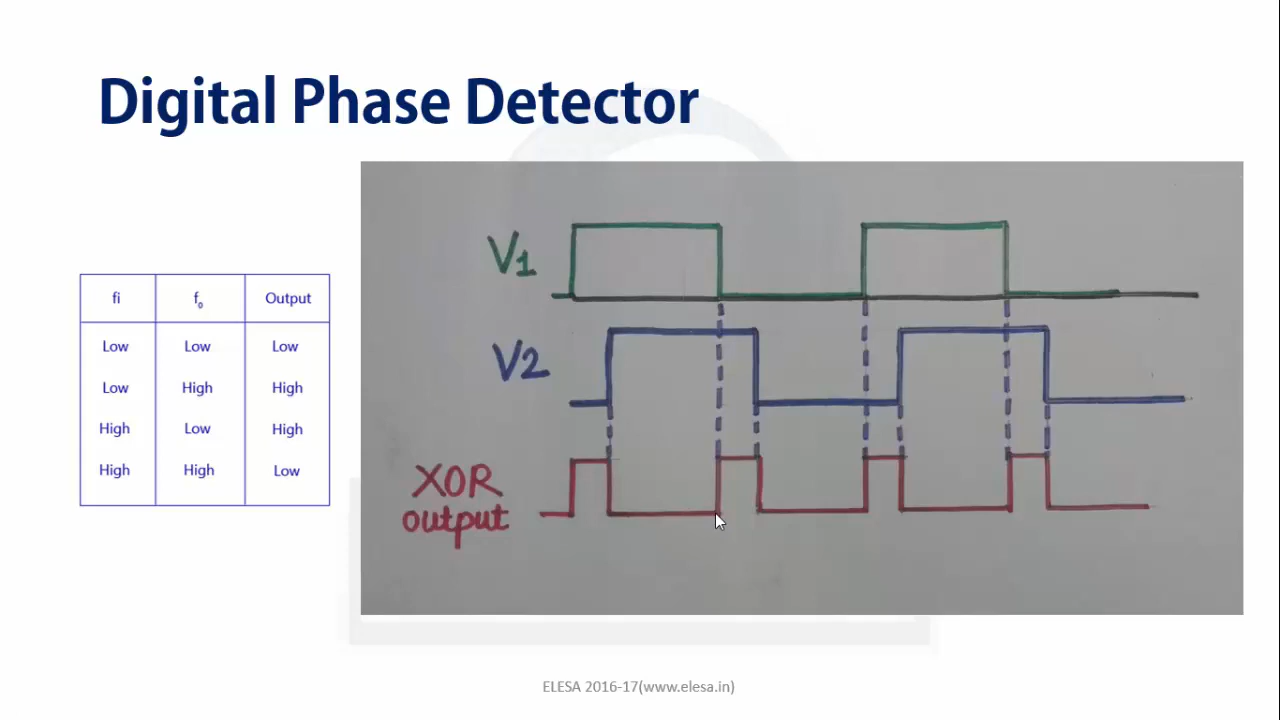 Digital Phase Detector
fi f0 Output
Low Low Low
Low High High
High Low High
High High Low
V1
V2
XOR
output
ELESA 2016-17(www.elesa.in)